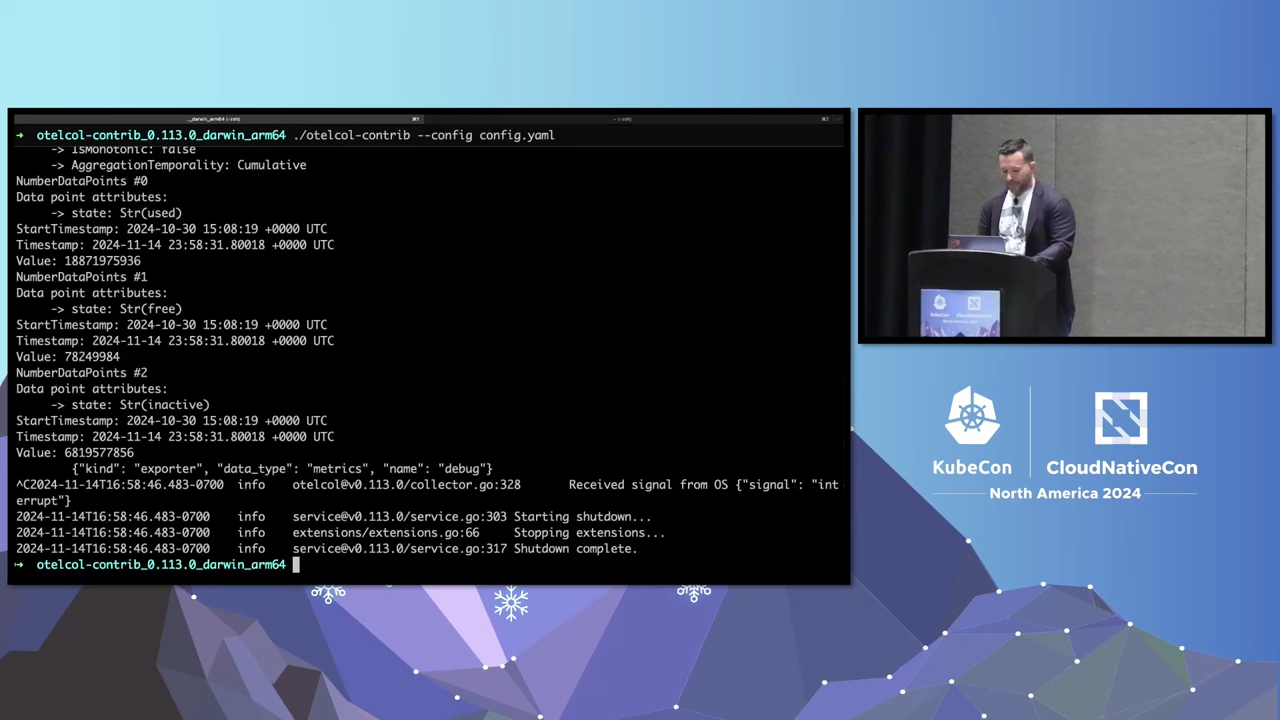 .._darwin_arm64 (-zsh) ⌘1 ~ (-zsh) ⌘2
→ otelcol-contrib_0.113.0_darwin_arm64 ./otelcol-contrib --config config.yaml
-> IsMonotonic: false
-> AggregationTemporality: Cumulative
NumberDataPoints #0
Data point attributes:
-> state: Str(used)
StartTimestamp: 2024-10-30 15:08:19 +0000 UTC
Timestamp: 2024-11-14 23:58:31.80018 +0000 UTC
Value: 18871975936
NumberDataPoints #1
Data point attributes:
-> state: Str(free)
StartTimestamp: 2024-10-30 15:08:19 +0000 UTC
Timestamp: 2024-11-14 23:58:31.80018 +0000 UTC
Value: 78249984
NumberDataPoints #2
Data point attributes:
-> state: Str(inactive)
StartTimestamp: 2024-10-30 15:08:19 +0000 UTC
Timestamp: 2024-11-14 23:58:31.80018 +0000 UTC
Value: 6819577856
{"kind": "exporter", "data_type": "metrics", "name": "debug"}
^C2024-11-14T16:58:46.483-0700 info otelcol@v0.113.0/collector.go:328 Received signal from OS {"signal": "int
errupt"}
2024-11-14T16:58:46.483-0700 info service@v0.113.0/service.go:303 Starting shutdown...
2024-11-14T16:58:46.483-0700 info extensions/extensions.go:66 Stopping extensions...
2024-11-14T16:58:46.483-0700 info service@v0.113.0/service.go:317 Shutdown complete.
→ otelcol-contrib_0.113.0_darwin_arm64
KubeCon CloudNativeCon
North America 2024